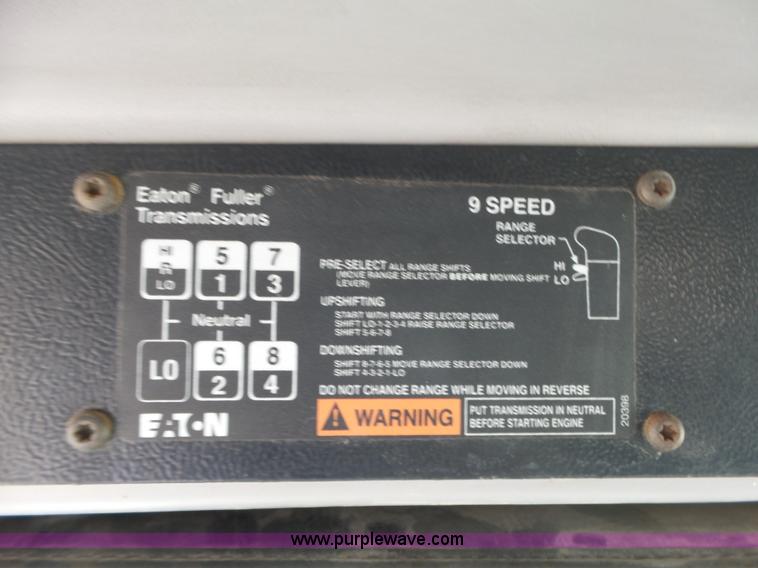 Eaton® Fuller®
Transmissions
9 SPEED
RANGE
SELECTOR
HI
LO
HI
R
LO
5
1
7
3
Neutral
LO
6
2
8
4
PRE-SELECT ALL RANGE SHIFTS
(MOVE RANGE SELECTOR BEFORE MOVING SHIFT
LEVER)
UPSHIFTING
START WITH RANGE SELECTOR DOWN
SHIFT LO-1-2-3-4 RAISE RANGE SELECTOR
SHIFT 5-6-7-8
DOWNSHIFTING
SHIFT 8-7-6-5 MOVE RANGE SELECTOR DOWN
SHIFT 4-3-2-1-LO
DO NOT CHANGE RANGE WHILE MOVING IN REVERSE
WARNING
PUT TRANSMISSION IN NEUTRAL
BEFORE STARTING ENGINE
20398
EATON
www.purplewave.com